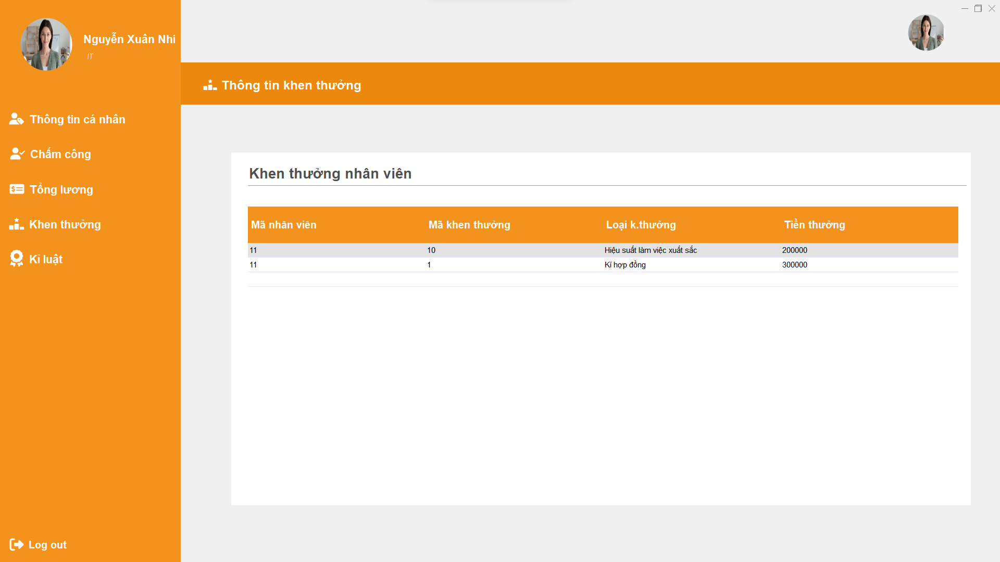 Nguyễn Xuân Nhi
IT
Thông tin cá nhân
Chấm công
Tổng lương
Khen thưởng
Kỉ luật
Log out
Thông tin khen thưởng
Khen thưởng nhân viên
Mã nhân viên Mã khen thưởng Loại k.thưởng Tiền thưởng
11 10 Hiệu suất làm việc xuất sắc 200000
11 1 Kí hợp đồng 300000